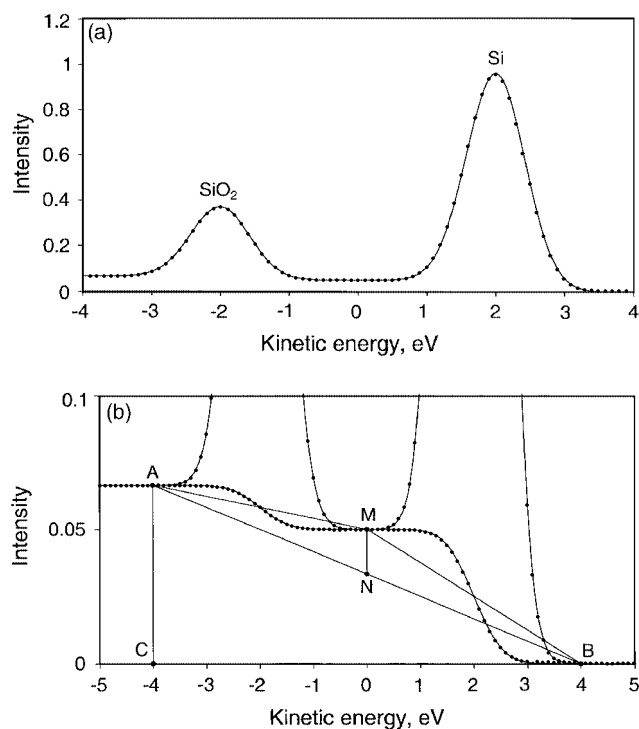 (a)
Si
SiO₂
Intensity
1.2
1
0.8
0.6
0.4
0.2
0
-4 -3 -2 -1 0 1 2 3 4
Kinetic energy, eV
(b)
A
M
N
C
B
Intensity
0.1
0.05
0
-5 -4 -3 -2 -1 0 1 2 3 4 5
Kinetic energy, eV